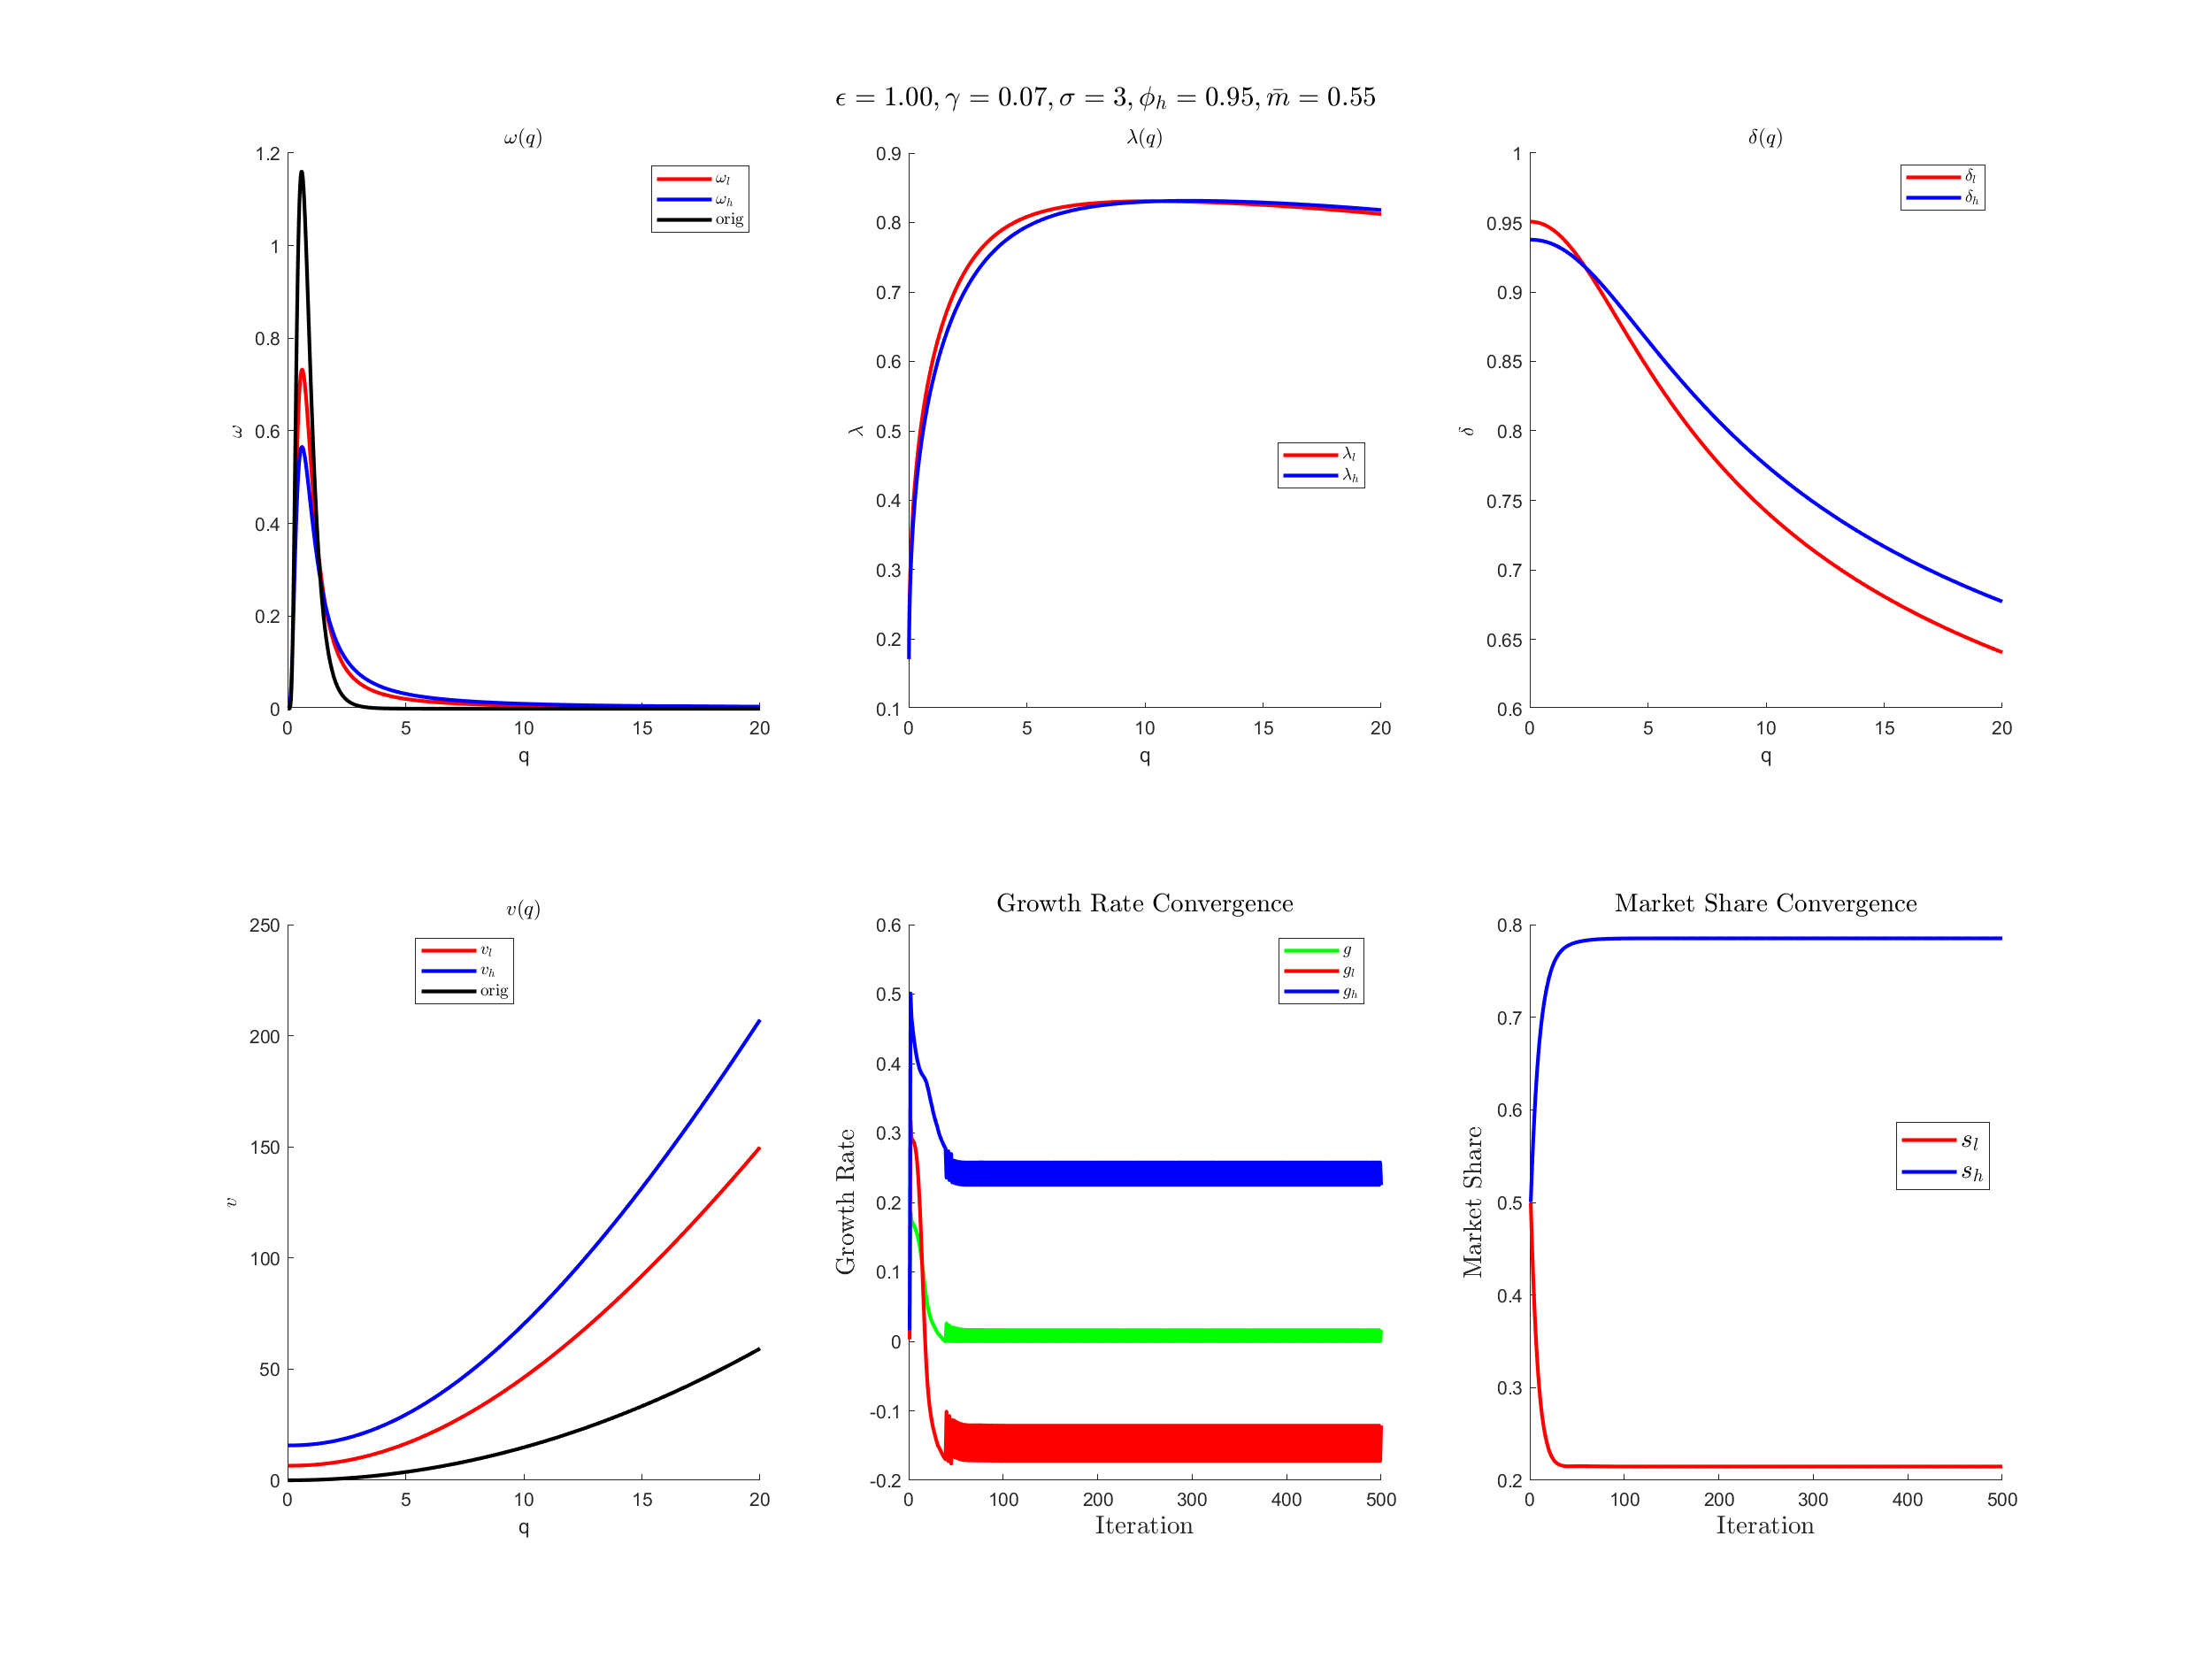 ϵ = 1.00, γ = 0.07, σ = 3, ϕ_h = 0.95, m̄ = 0.55
ω(q)
1.2
1
0.8
0.6
0.4
0.2
0
ω
0
5
10
15
20
q
ω_l
ω_h
orig
λ(q)
0.9
0.8
0.7
0.6
0.5
0.4
0.3
0.2
0.1
λ
0
5
10
15
20
q
λ_l
λ_h
δ(q)
1
0.95
0.9
0.85
0.8
0.75
0.7
0.65
0.6
δ
0
5
10
15
20
q
δ_l
δ_h
v(q)
250
200
150
100
50
0
v
0
5
10
15
20
q
v_l
v_h
orig
Growth Rate Convergence
0.6
0.5
0.4
0.3
0.2
0.1
0
-0.1
-0.2
Growth Rate
0
100
200
300
400
500
Iteration
g
g_l
g_h
Market Share Convergence
0.8
0.7
0.6
0.5
0.4
0.3
0.2
Market Share
0
100
200
300
400
500
Iteration
s_l
s_h